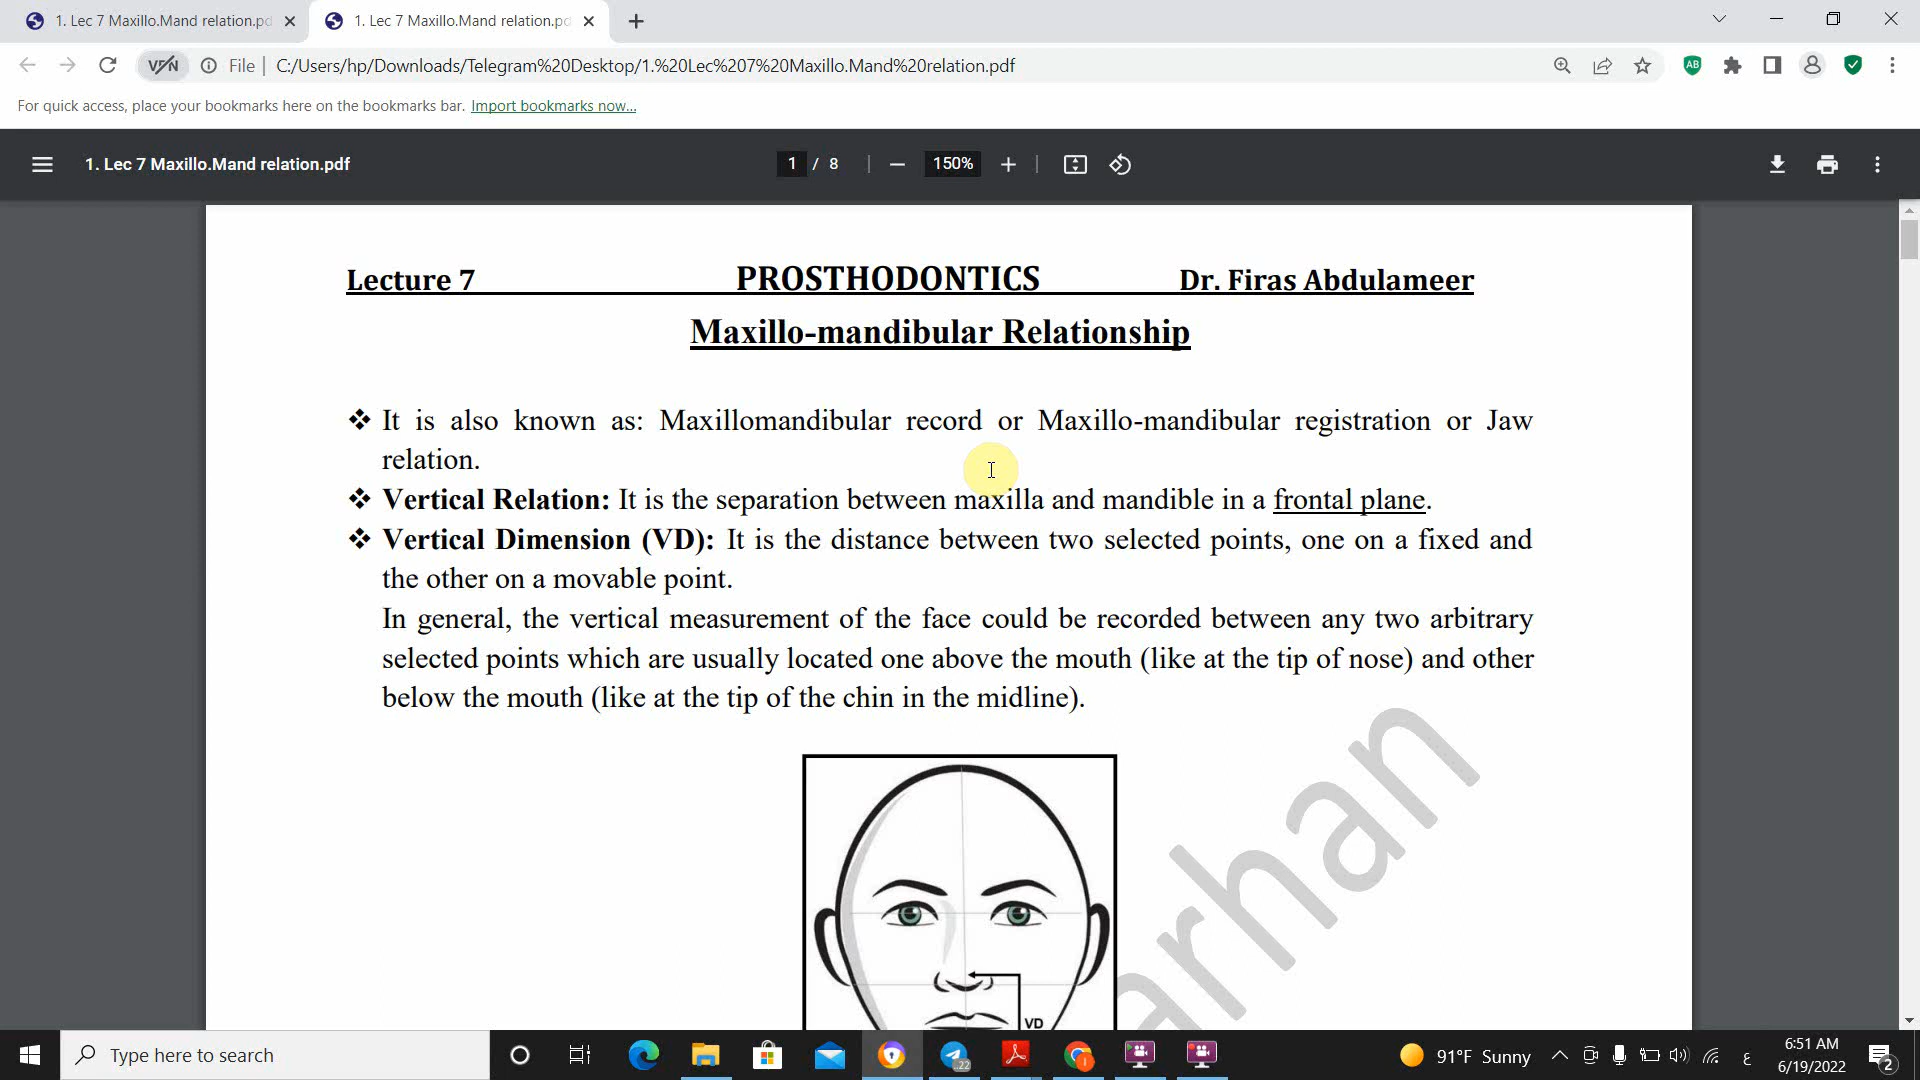 1. Lec 7 Maxillo.Mand relation.pd
1. Lec 7 Maxillo.Mand relation.pd
VPN
File
C:/Users/hp/Downloads/Telegram%20Desktop/1.%20Lec%207%20Maxillo.Mand%20relation.pdf
AB
For quick access, place your bookmarks here on the bookmarks bar. Import bookmarks now...
1. Lec 7 Maxillo.Mand relation.pdf
1 / 8
150%
Lecture 7 PROSTHODONTICS Dr. Firas Abdulameer
Maxillo-mandibular Relationship
❖ It is also known as: Maxillomandibular record or Maxillo-mandibular registration or Jaw
relation.
❖ Vertical Relation: It is the separation between maxilla and mandible in a frontal plane.
❖ Vertical Dimension (VD): It is the distance between two selected points, one on a fixed and
the other on a movable point.
In general, the vertical measurement of the face could be recorded between any two arbitrary
selected points which are usually located one above the mouth (like at the tip of nose) and other
below the mouth (like at the tip of the chin in the midline).
VD
arhan
Type here to search
22
91°F Sunny
ع
6:51 AM
6/19/2022
2